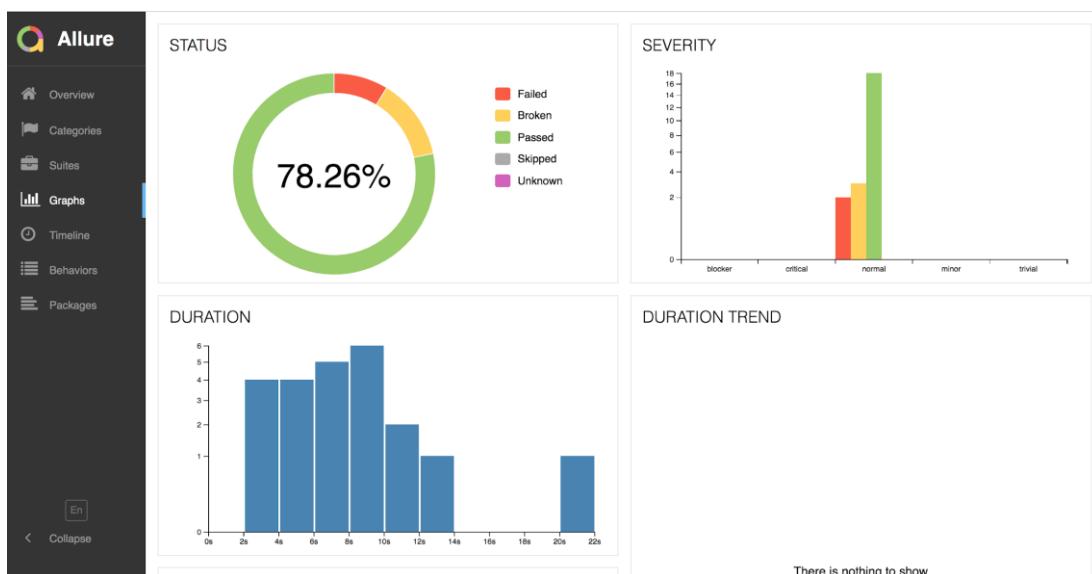 Allure
Overview
Categories
Suites
Graphs
Timeline
Behaviors
Packages
En
Collapse
STATUS
78.26%
Failed
Broken
Passed
Skipped
Unknown
SEVERITY
18
16
14
12
10
8
6
4
2
0
blocker critical normal minor trivial
DURATION
6
5
4
3
2
1
0
0s 2s 4s 6s 8s 10s 12s 14s 16s 18s 20s 22s
DURATION TREND
There is nothing to show